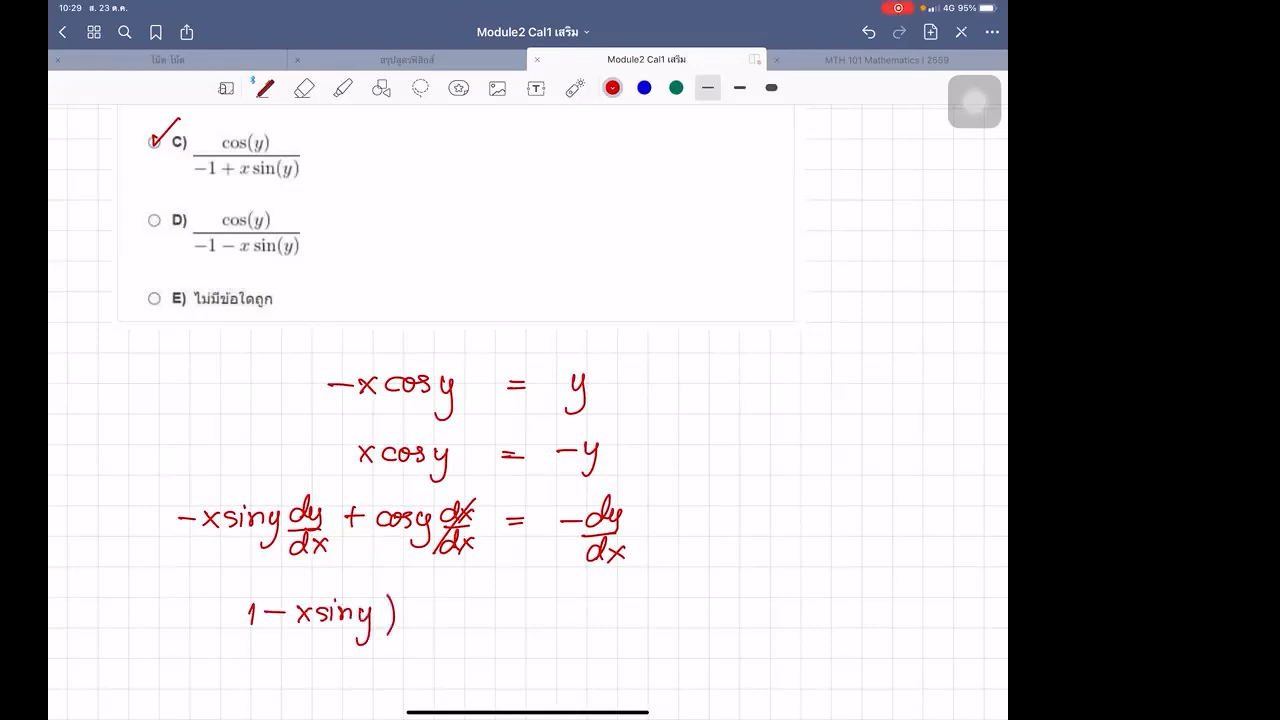 10:29 ส. 23 ต.ค.
4G 95%
Module2 Cal1 เสริม
โน้ต โน้ต
สรุปสูตรฟิสิกส์
Module2 Cal1 เสริม
MTH 101 Mathematics I 2559
C) cos(y)
−1 + x sin(y)
D) cos(y)
−1 − x sin(y)
E) ไม่มีข้อใดถูก
−x cos y = y
x cos y = −y
−x sin y dy/dx + cos y dx/dx = −dy/dx
1 − x sin y )